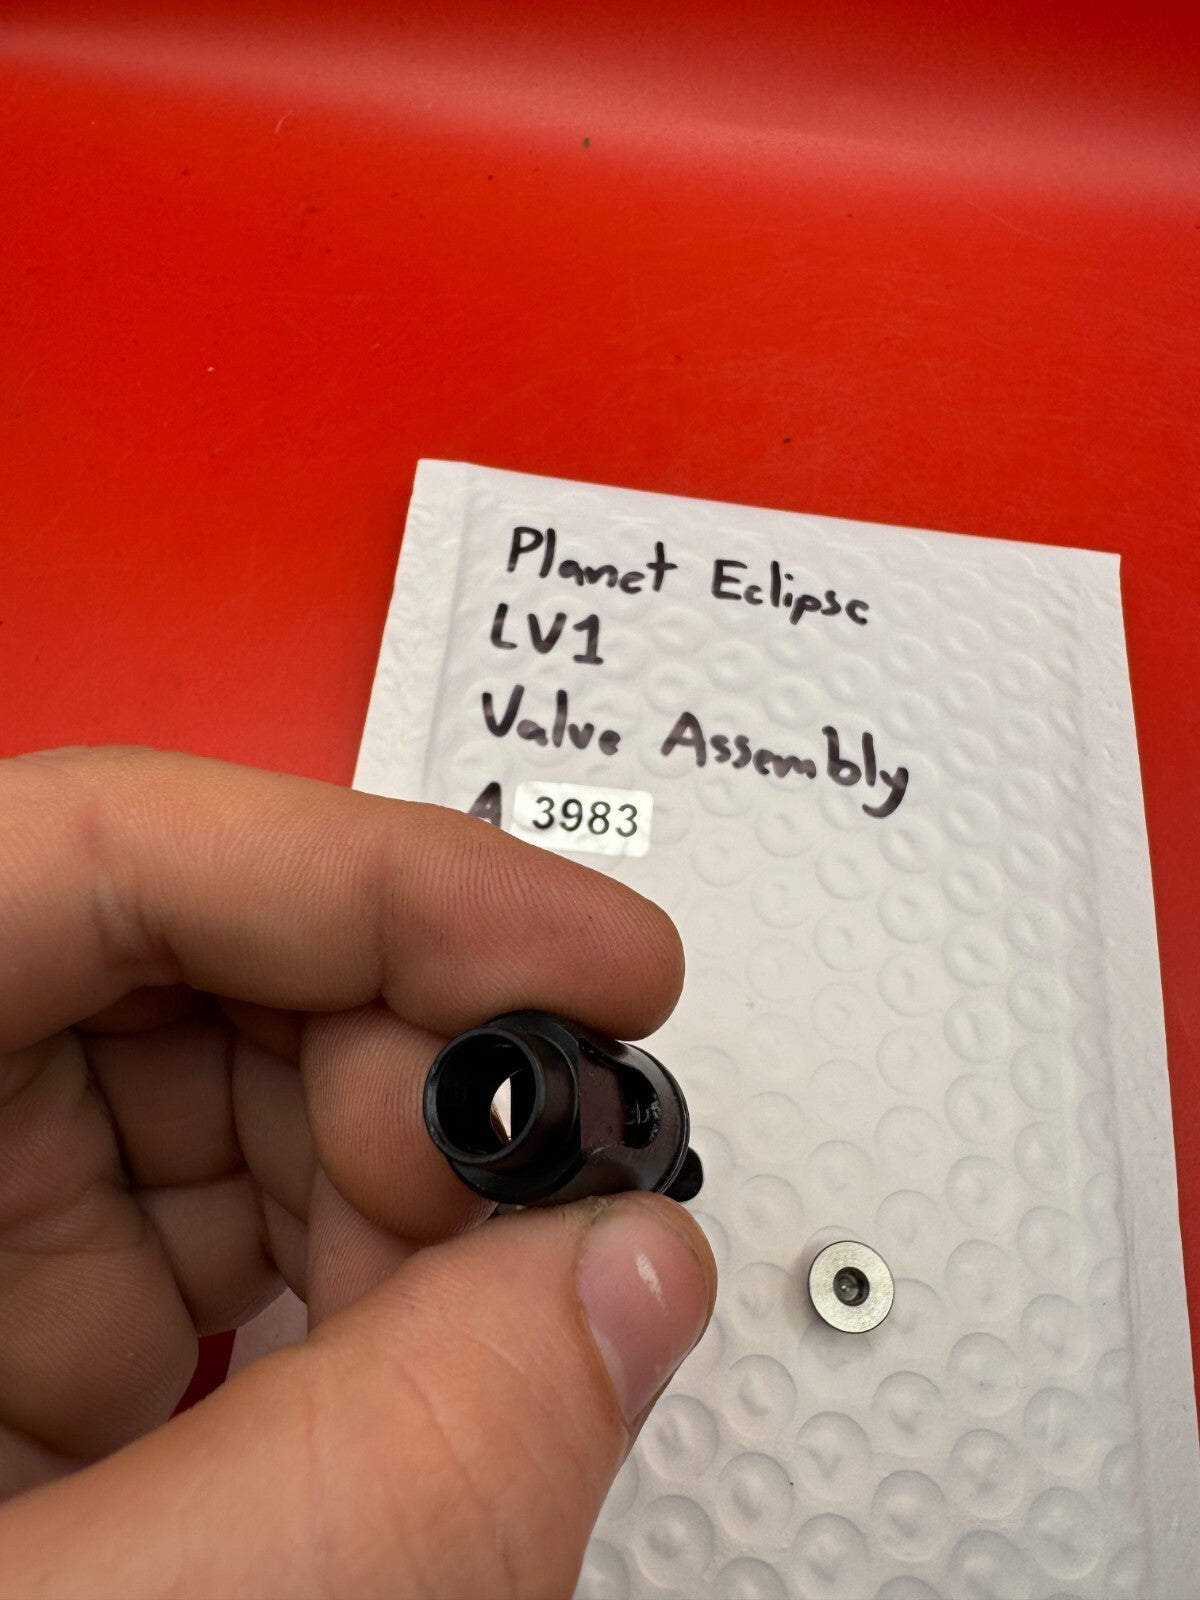 Planet Eclipse
LV1
Valve Assembly
A 3983